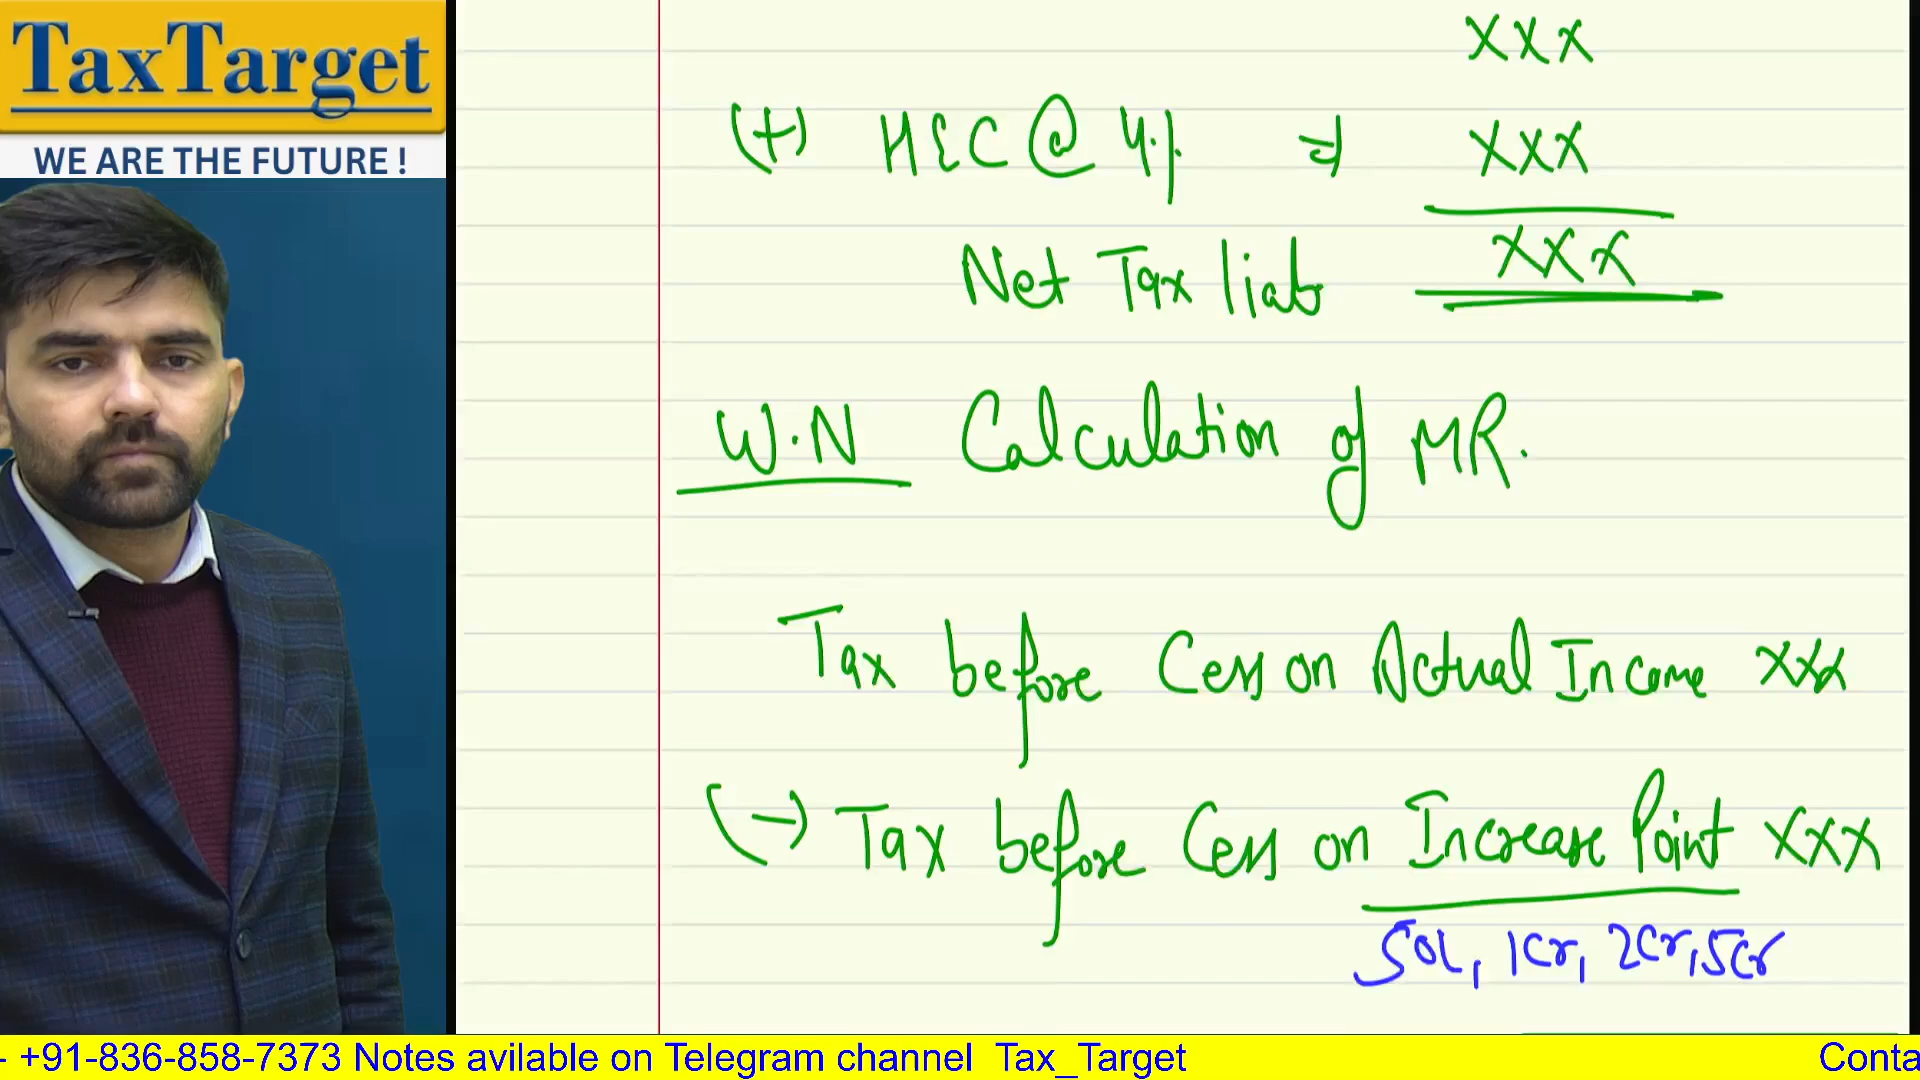 TaxTarget
WE ARE THE FUTURE !
XXX
(+) HEC @ 4% ⇒ XXX
Net Tax liab XXX
W.N Calculation of MR.
Tax before Cess on Actual Income XXX
(-) Tax before Cess on Increase Point XXX
50L, 1Cr, 2Cr, 5Cr
- +91-836-858-7373 Notes avilable on Telegram channel Tax_Target Conta